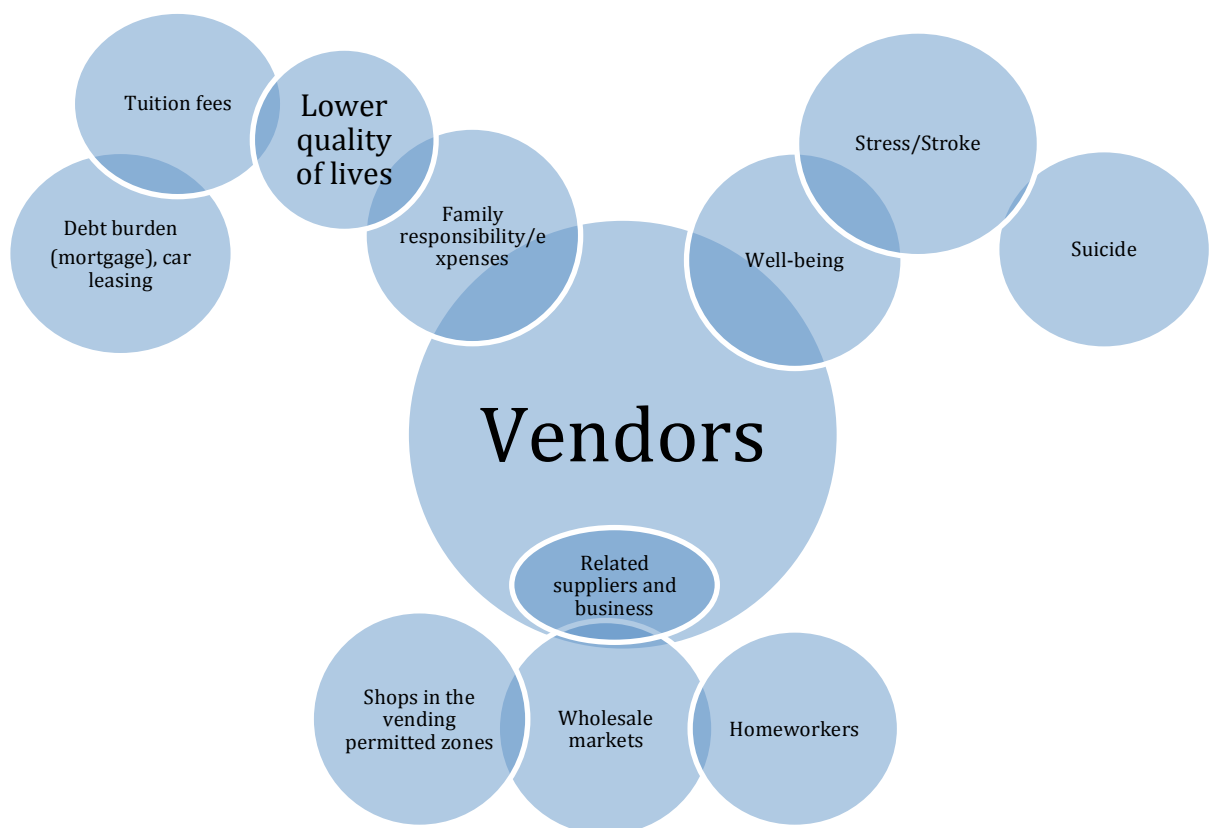 Tuition fees
Lower
quality
of lives
Stress/Stroke
Debt burden
(mortgage), car
leasing
Family
responsibility/e
xpenses
Well-being
Suicide
Vendors
Related
suppliers and
business
Shops in the
vending
permitted zones
Wholesale
markets
Homeworkers